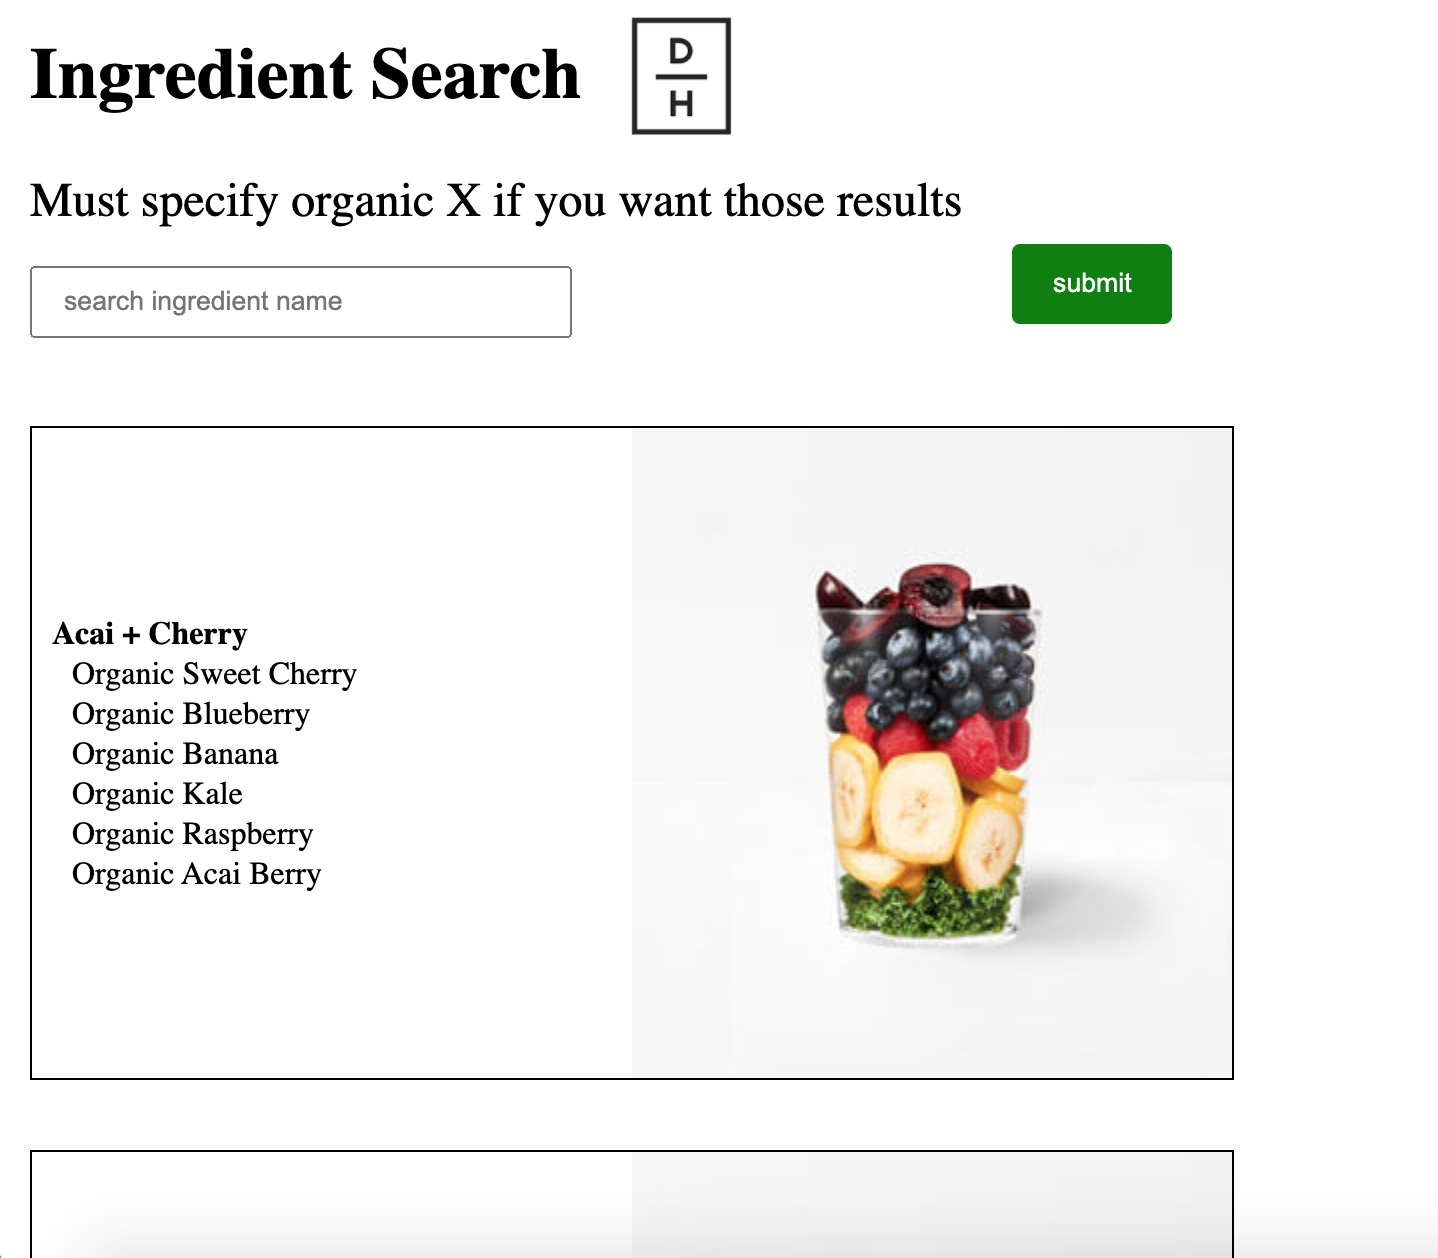 Ingredient Search
D
H
Must specify organic X if you want those results
search ingredient name
submit
Acai + Cherry
Organic Sweet Cherry
Organic Blueberry
Organic Banana
Organic Kale
Organic Raspberry
Organic Acai Berry